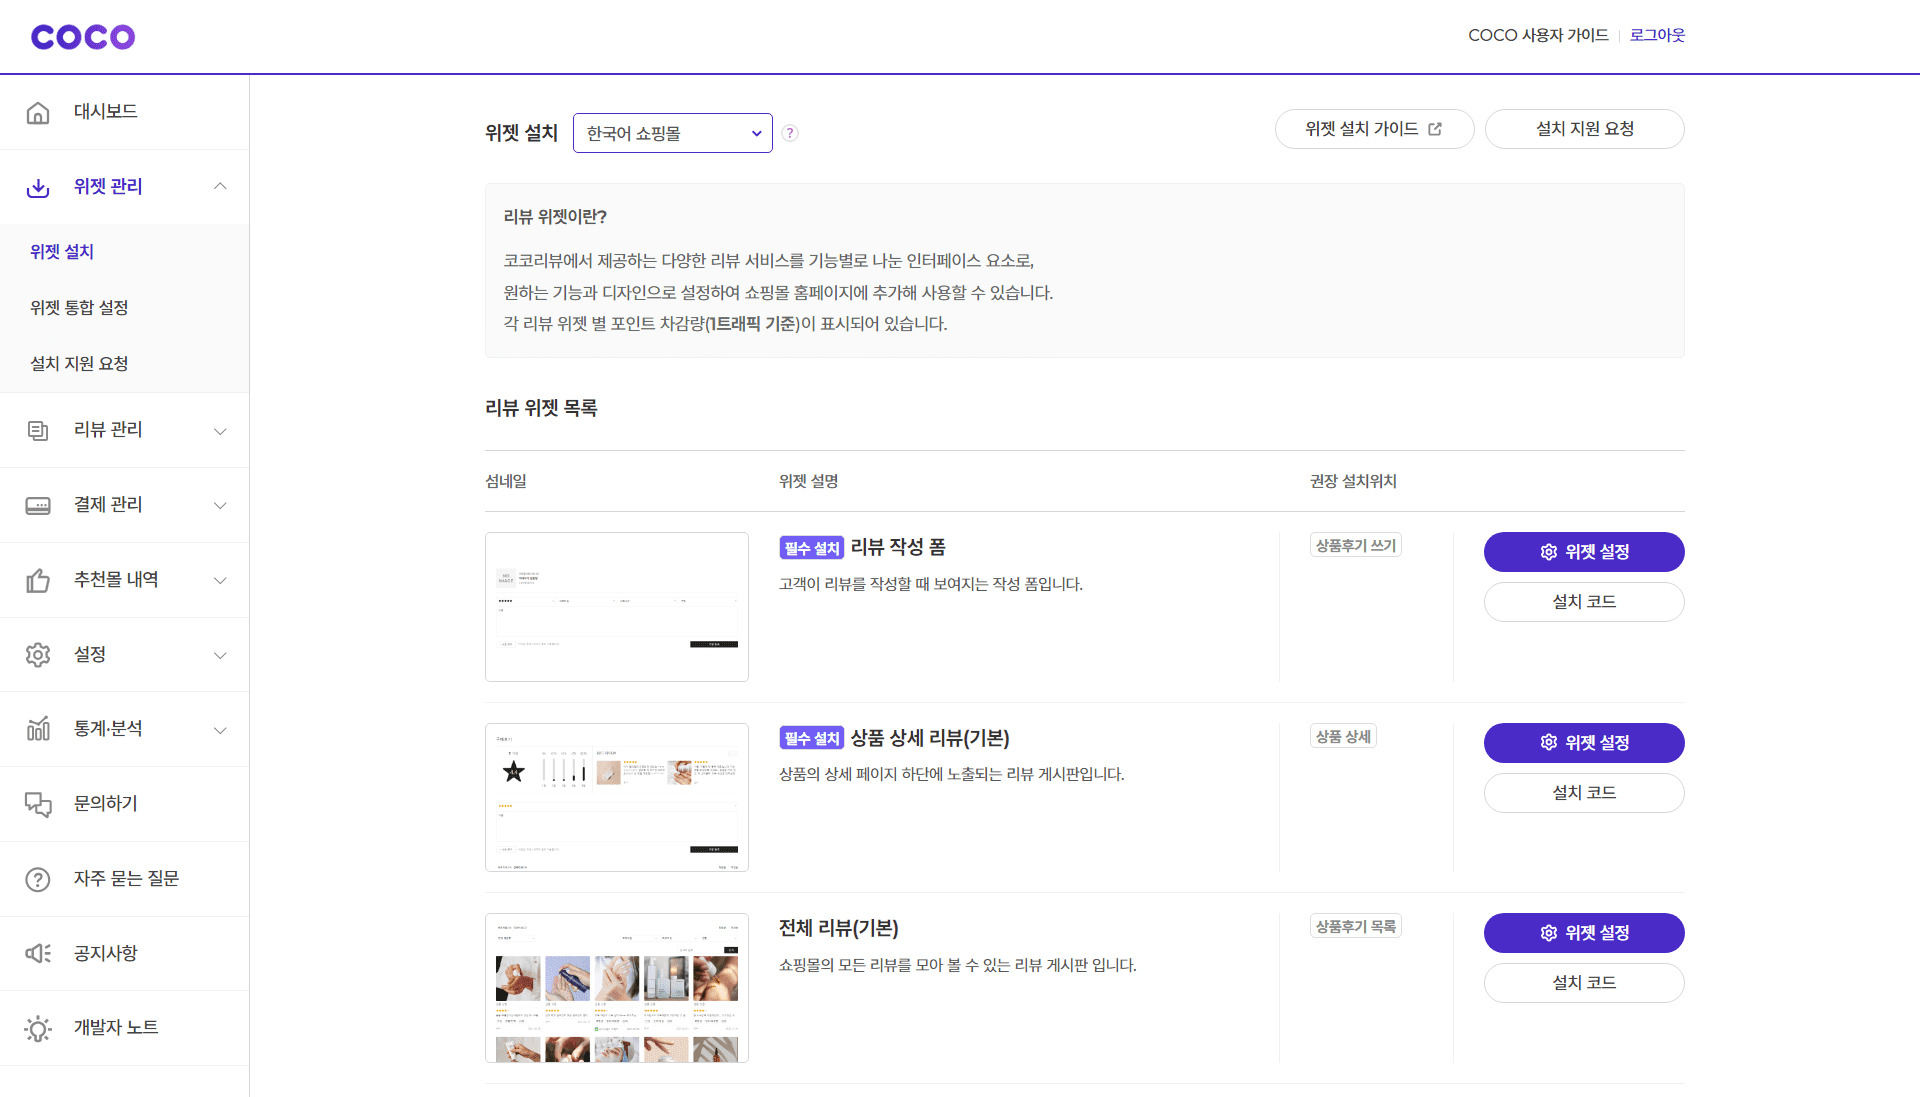 COCO
COCO 사용자 가이드
로그아웃
대시보드
위젯 관리
위젯 설치
위젯 통합 설정
설치 지원 요청
리뷰 관리
결제 관리
추천몰 내역
설정
통계·분석
문의하기
자주 묻는 질문
공지사항
개발자 노트
위젯 설치
한국어 쇼핑몰
?
위젯 설치 가이드
설치 지원 요청
리뷰 위젯이란?
코코리뷰에서 제공하는 다양한 리뷰 서비스를 기능별로 나눈 인터페이스 요소로,
원하는 기능과 디자인으로 설정하여 쇼핑몰 홈페이지에 추가해 사용할 수 있습니다.
각 리뷰 위젯 별 포인트 차감량(1트래픽 기준)이 표시되어 있습니다.
리뷰 위젯 목록
섬네일 위젯 설명 권장 설치위치
필수 설치 리뷰 작성 폼
고객이 리뷰를 작성할 때 보여지는 작성 폼입니다.
상품후기 쓰기
위젯 설정
설치 코드
필수 설치 상품 상세 리뷰(기본)
상품의 상세 페이지 하단에 노출되는 리뷰 게시판입니다.
상품 상세
위젯 설정
설치 코드
전체 리뷰(기본)
쇼핑몰의 모든 리뷰를 모아 볼 수 있는 리뷰 게시판 입니다.
상품후기 목록
위젯 설정
설치 코드